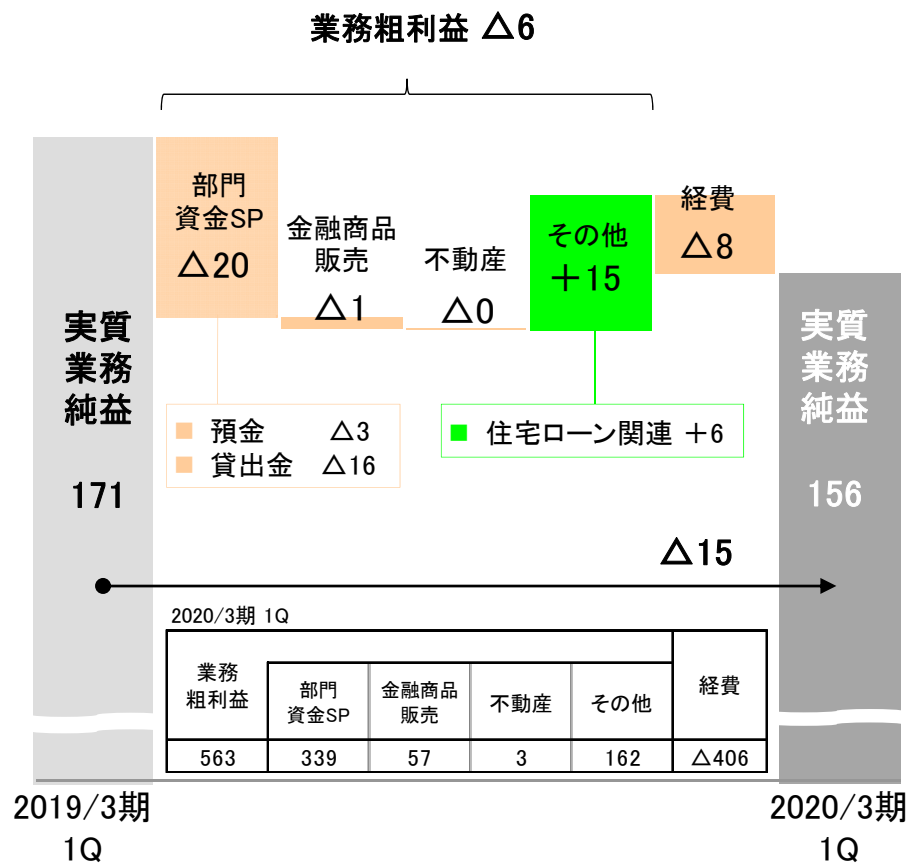 業務粗利益 △6
部門
資金SP
△20
金融商品
販売
△1
不動産
△0
その他
＋15
経費
△8
実質
業務
純益
171
■ 預金 △3
■ 貸出金 △16
■ 住宅ローン関連 ＋6
実質
業務
純益
156
△15
2020/3期 1Q
業務
粗利益
部門
資金SP
金融商品
販売
不動産
その他
経費
563 339 57 3 162 △406
2019/3期
1Q
2020/3期
1Q